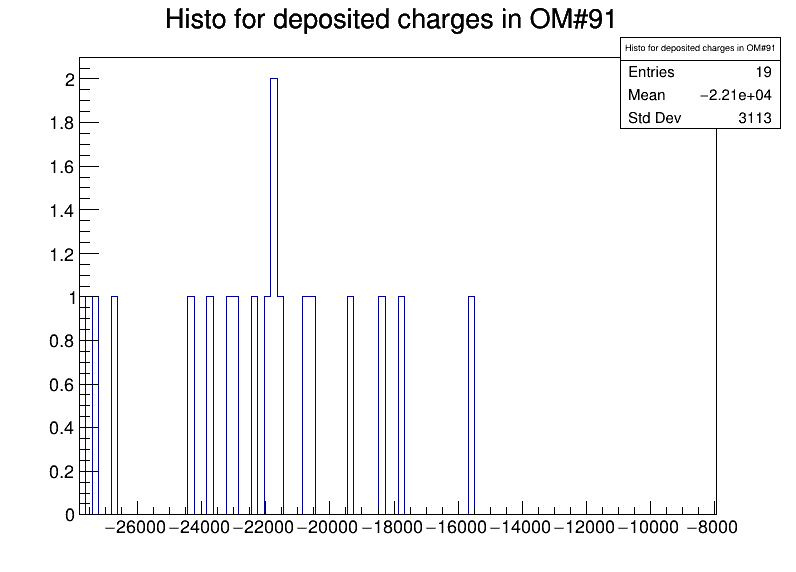 Histo for deposited charges in OM#91
Histo for deposited charges in OM#91
Entries 19
Mean −2.21e+04
Std Dev 3113
2
1.8
1.6
1.4
1.2
1
0.8
0.6
0.4
0.2
0
−26000 −24000 −22000 −20000 −18000 −16000 −14000 −12000 −10000 −8000